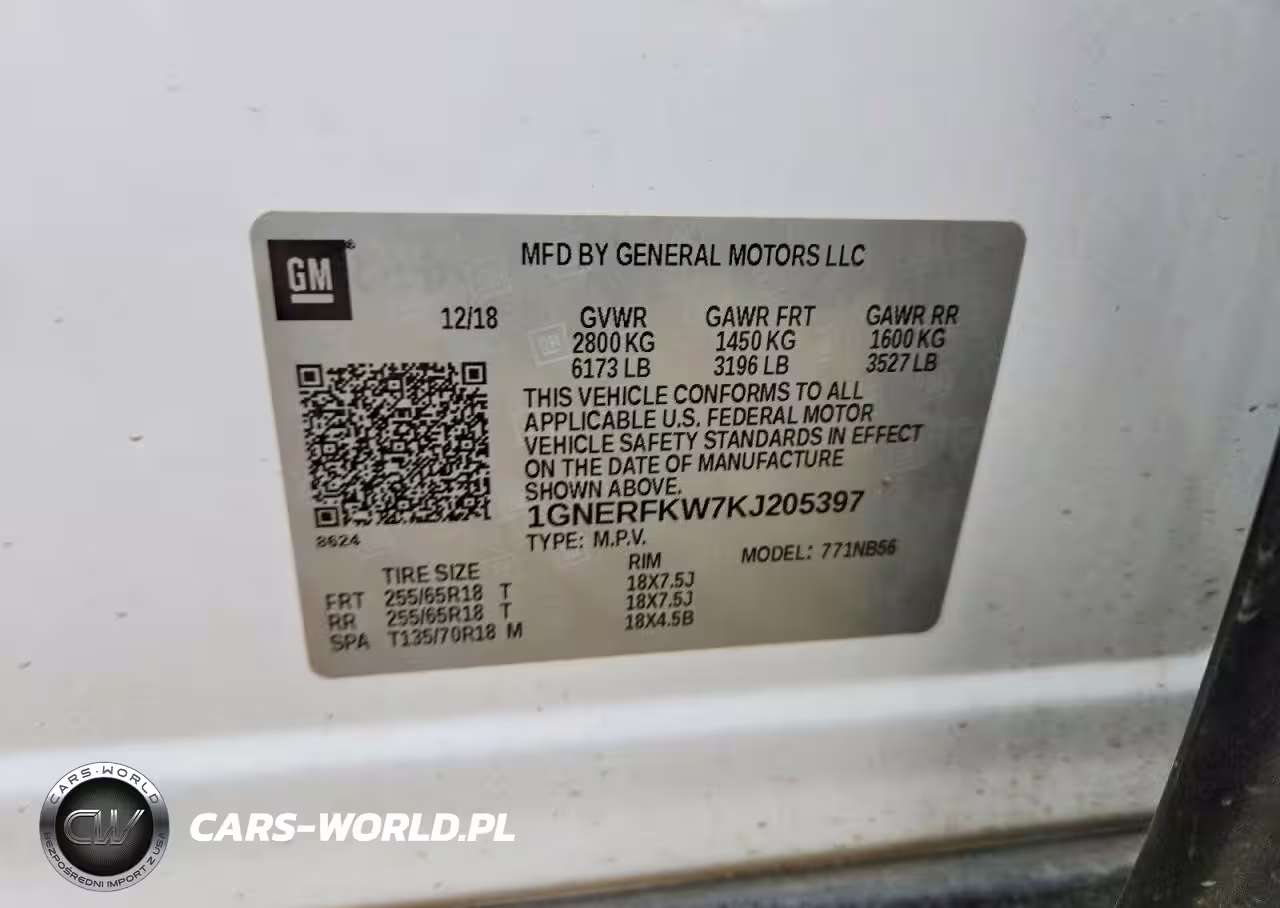 GM
MFD BY GENERAL MOTORS LLC
12/18 GVWR GAWR FRT GAWR RR
2800 KG 1450 KG 1600 KG
6173 LB 3196 LB 3527 LB
THIS VEHICLE CONFORMS TO ALL
APPLICABLE U.S. FEDERAL MOTOR
VEHICLE SAFETY STANDARDS IN EFFECT
ON THE DATE OF MANUFACTURE
SHOWN ABOVE.
1GNERFKW7KJ205397
8624
TYPE: M.P.V. MODEL: 771NB56
TIRE SIZE RIM
FRT 255/65R18 T 18X7.5J
RR 255/65R18 T 18X7.5J
SPA T135/70R18 M 18X4.5B
CARS-WORLD
CW
BEZPOŚREDNI IMPORT Z USA
CARS-WORLD.PL